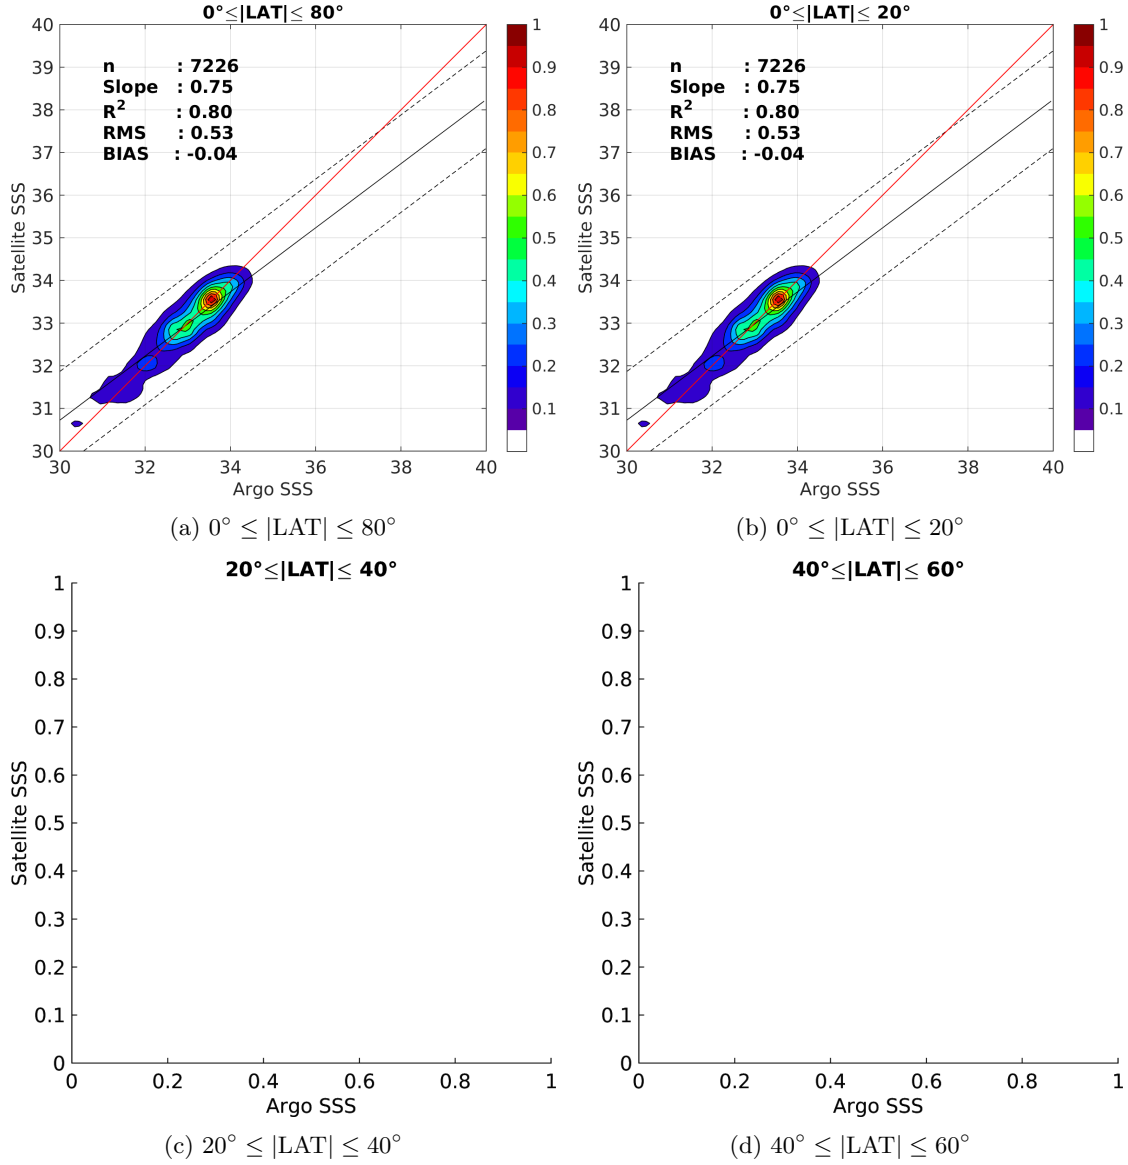 0°≤|LAT|≤ 80°
40
39
38
37
36
35
34
33
32
31
30
n : 7226
Slope : 0.75
R2 : 0.80
RMS : 0.53
BIAS : -0.04
Satellite SSS
30 32 34 36 38 40
Argo SSS
1
0.9
0.8
0.7
0.6
0.5
0.4
0.3
0.2
0.1
(a) 0° ≤ |LAT| ≤ 80°
0°≤|LAT|≤ 20°
40
39
38
37
36
35
34
33
32
31
30
n : 7226
Slope : 0.75
R2 : 0.80
RMS : 0.53
BIAS : -0.04
Satellite SSS
30 32 34 36 38 40
Argo SSS
1
0.9
0.8
0.7
0.6
0.5
0.4
0.3
0.2
0.1
(b) 0° ≤ |LAT| ≤ 20°
20°≤|LAT|≤ 40°
1
0.9
0.8
0.7
0.6
0.5
0.4
0.3
0.2
0.1
0
Satellite SSS
0 0.2 0.4 0.6 0.8 1
Argo SSS
(c) 20° ≤ |LAT| ≤ 40°
40°≤|LAT|≤ 60°
1
0.9
0.8
0.7
0.6
0.5
0.4
0.3
0.2
0.1
0
Satellite SSS
0 0.2 0.4 0.6 0.8 1
Argo SSS
(d) 40° ≤ |LAT| ≤ 60°